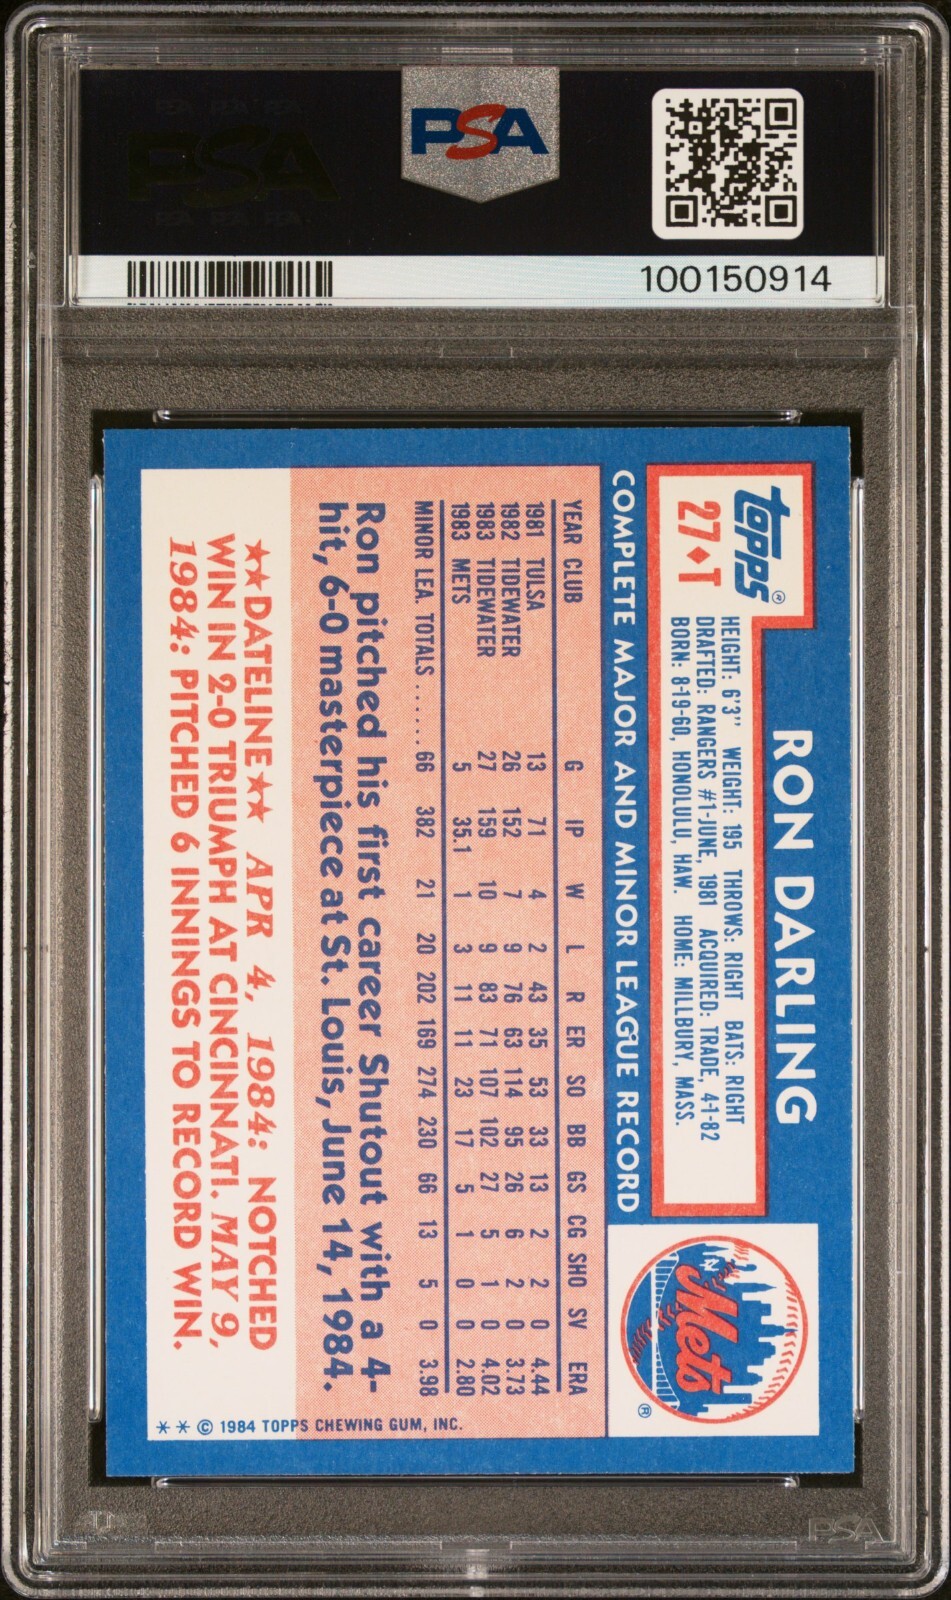 PSA
PSA
100150914
topps®
27♦T
RON DARLING
HEIGHT: 6'3" WEIGHT: 195 THROWS: RIGHT BATS: RIGHT
DRAFTED: RANGERS #1-JUNE, 1981 ACQUIRED: TRADE, 4-1-82
BORN: 8-19-60, HONOLULU, HAW. HOME: MILLBURY, MASS.
NY
Mets
®
COMPLETE MAJOR AND MINOR LEAGUE RECORD
YEAR CLUB G IP W L R ER SO BB GS CG SHO SV ERA
1981 TULSA 13 71 4 2 43 35 53 33 13 2 2 0 4.44
1982 TIDEWATER 26 152 7 9 76 63 114 95 26 6 2 0 3.73
1983 TIDEWATER 27 159 10 9 83 71 107 102 27 5 1 0 4.02
1983 METS 5 35.1 1 3 11 11 23 17 5 1 0 0 2.80
MINOR LEA. TOTALS ...... 66 382 21 20 202 169 274 230 66 13 5 0 3.98
Ron pitched his first career Shutout with a 4-
hit, 6-0 masterpiece at St. Louis, June 14, 1984.
★★DATELINE★★ APR 4, 1984: NOTCHED
WIN IN 2-0 TRIUMPH AT CINCINNATI. MAY 9,
1984: PITCHED 6 INNINGS TO RECORD WIN.
** © 1984 TOPPS CHEWING GUM, INC.
PSA